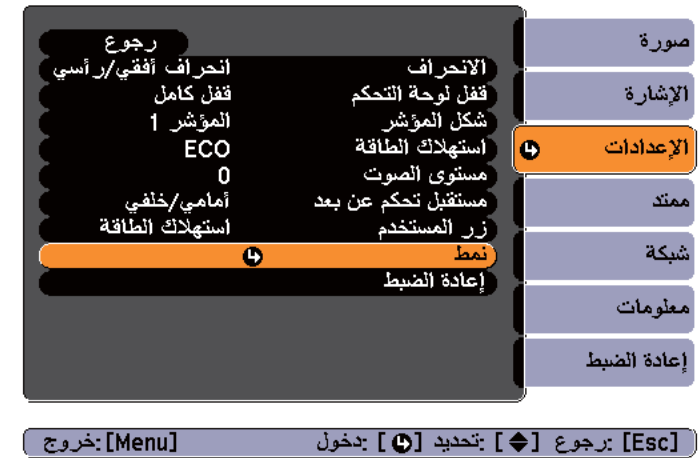 صورة
الإشارة
الإعدادات
ممتد
شبكة
معلومات
إعادة الضبط
رجوع
الانحراف انحراف أفقي/رأسي
قفل لوحة التحكم قفل كامل
شكل المؤشر المؤشر 1
استهلاك الطاقة ECO
مستوى الصوت 0
مستقبل تحكم عن بعد أمامي/خلفي
زر المستخدم استهلاك الطاقة
نمط
إعادة الضبط
[Esc] :رجوع [◆] :تحديد [↵] :دخول [Menu] :خروج